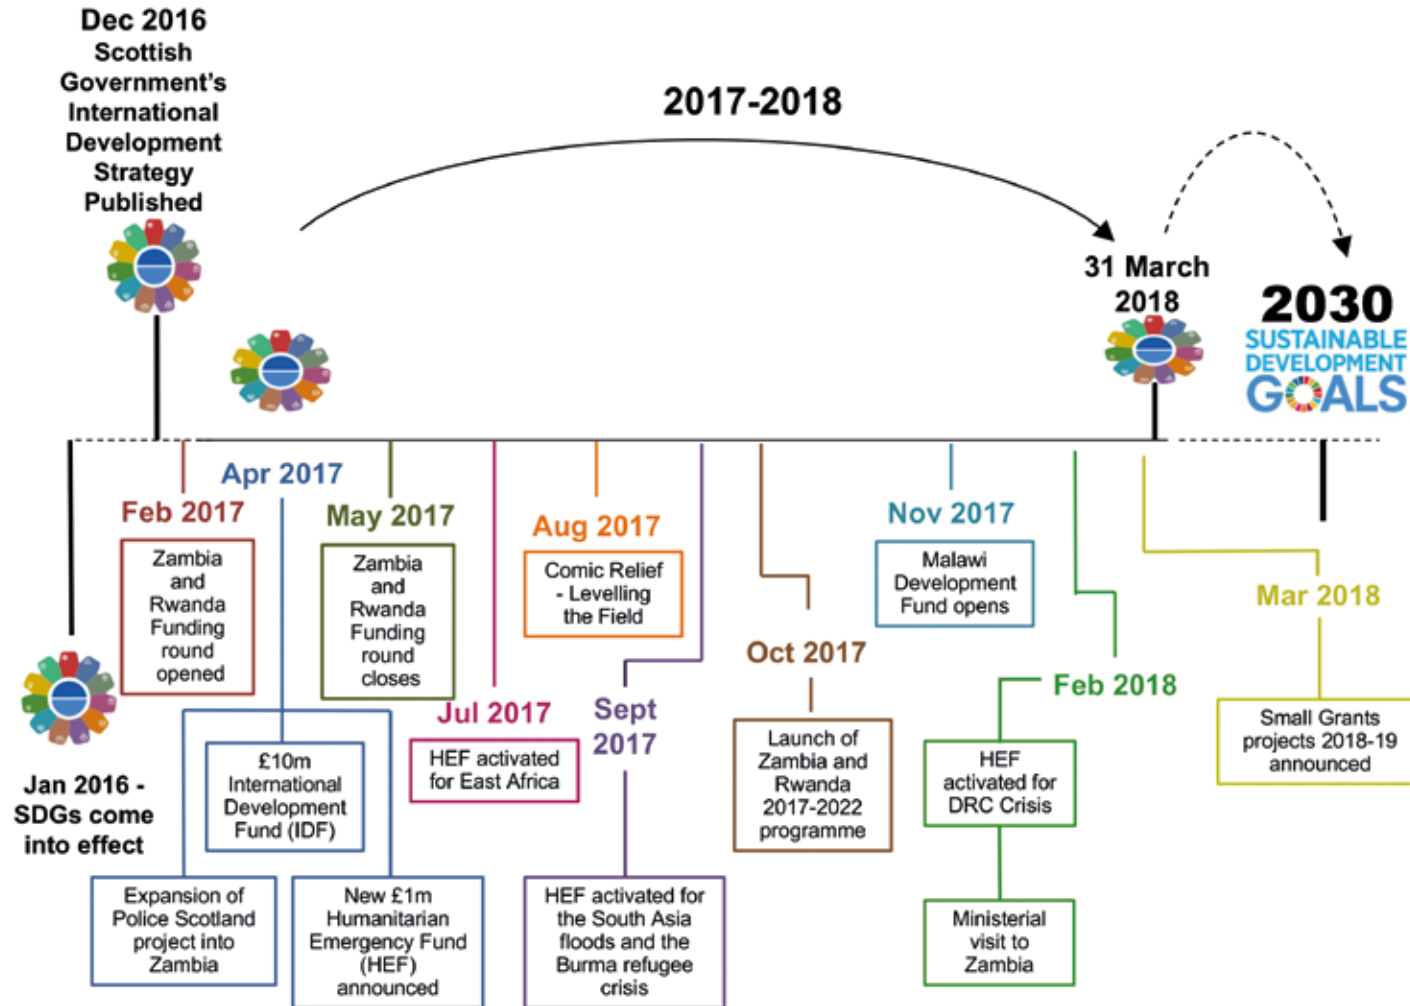 Dec 2016
Scottish
Government's
International
Development
Strategy
Published
2017-2018
31 March
2018
2030
SUSTAINABLE
DEVELOPMENT
GOALS
Jan 2016 -
SDGs come
into effect
Feb 2017
Zambia
and
Rwanda
Funding
round
opened
Apr 2017
£10m
International
Development
Fund (IDF)
Expansion of
Police Scotland
project into
Zambia
New £1m
Humanitarian
Emergency Fund
(HEF)
announced
May 2017
Zambia
and
Rwanda
Funding
round
closes
Jul 2017
HEF activated
for East Africa
Aug 2017
Comic Relief
- Levelling
the Field
Sept
2017
HEF activated for
the South Asia
floods and the
Burma refugee
crisis
Oct 2017
Launch of
Zambia and
Rwanda
2017-2022
programme
Nov 2017
Malawi
Development
Fund opens
Feb 2018
HEF
activated for
DRC Crisis
Ministerial
visit to
Zambia
Mar 2018
Small Grants
projects 2018-19
announced